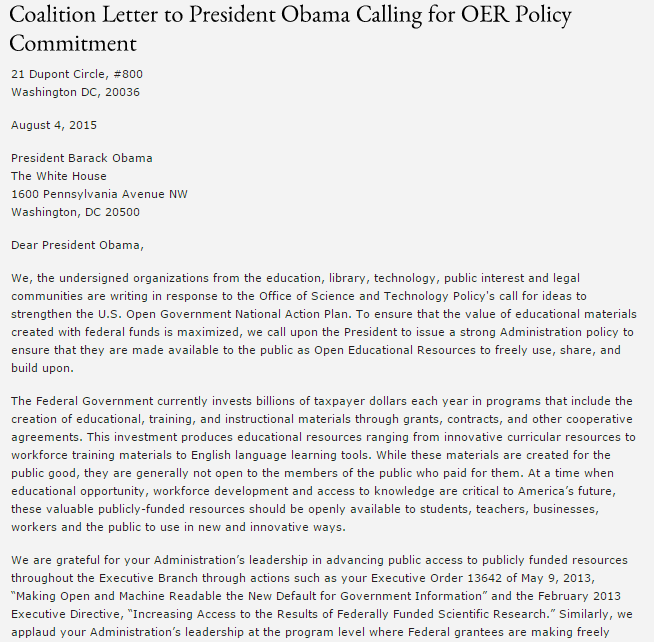 Coalition Letter to President Obama Calling for OER Policy
Commitment
21 Dupont Circle, #800
Washington DC, 20036
August 4, 2015
President Barack Obama
The White House
1600 Pennsylvania Avenue NW
Washington, DC 20500
Dear President Obama,
We, the undersigned organizations from the education, library, technology, public interest and legal
communities are writing in response to the Office of Science and Technology Policy's call for ideas to
strengthen the U.S. Open Government National Action Plan. To ensure that the value of educational materials
created with federal funds is maximized, we call upon the President to issue a strong Administration policy to
ensure that they are made available to the public as Open Educational Resources to freely use, share, and
build upon.
The Federal Government currently invests billions of taxpayer dollars each year in programs that include the
creation of educational, training, and instructional materials through grants, contracts, and other cooperative
agreements. This investment produces educational resources ranging from innovative curricular resources to
workforce training materials to English language learning tools. While these materials are created for the
public good, they are generally not open to the members of the public who paid for them. At a time when
educational opportunity, workforce development and access to knowledge are critical to America’s future,
these valuable publicly-funded resources should be openly available to students, teachers, businesses,
workers and the public to use in new and innovative ways.
We are grateful for your Administration’s leadership in advancing public access to publicly funded resources
throughout the Executive Branch through actions such as your Executive Order 13642 of May 9, 2013,
“Making Open and Machine Readable the New Default for Government Information” and the February 2013
Executive Directive, “Increasing Access to the Results of Federally Funded Scientific Research.” Similarly, we
applaud your Administration’s leadership at the program level where Federal grantees are making freely